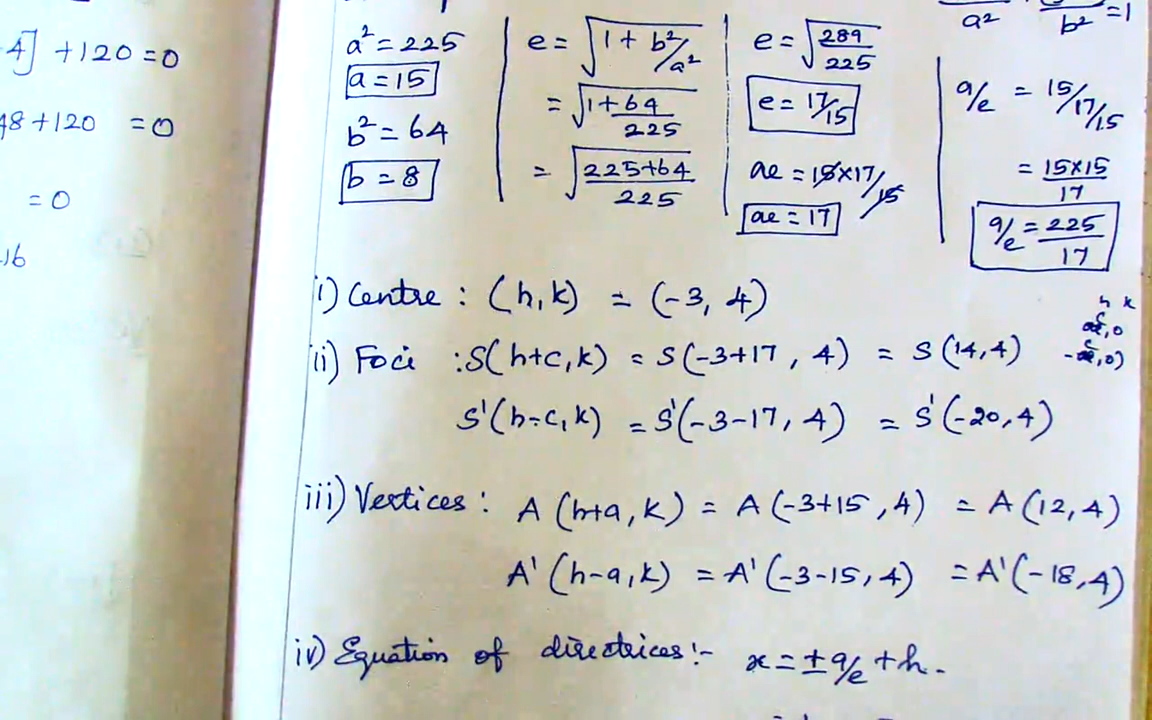 4] +120 = 0
48+120 = 0
= 0
16
a² b² = 1
a² = 225
a = 15
b² = 64
b = 8
e = √(1 + b²/a²)
= √(1+64/225)
= √(225+64/225)
e = √(289/225)
e = 17/15
ae = 15×17/15
ae = 17
a/e = 15/17/15
= 15×15/17
a/e = 225/17
i) Centre : (h, k) = (-3, 4)
h k
ii) Foci : S(h+c, k) = S(-3+17, 4) = S(14, 4)
S'(h-c, k) = S'(-3-17, 4) = S'(-20, 4)
iii) Vertices : A (h+a, k) = A (-3+15, 4) = A (12, 4)
A' (h-a, k) = A' (-3-15, 4) = A' (-18, 4)
iv) Equation of directrices :- x = ± a/e + h.